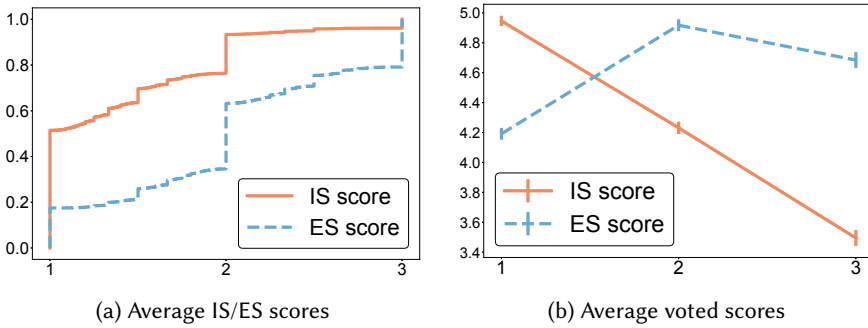 1.0
0.8
0.6
0.4
0.2
0.0
1 2 3
IS score
ES score
(a) Average IS/ES scores
5.0
4.8
4.6
4.4
4.2
4.0
3.8
3.6
3.4
1 2 3
IS score
ES score
(b) Average voted scores